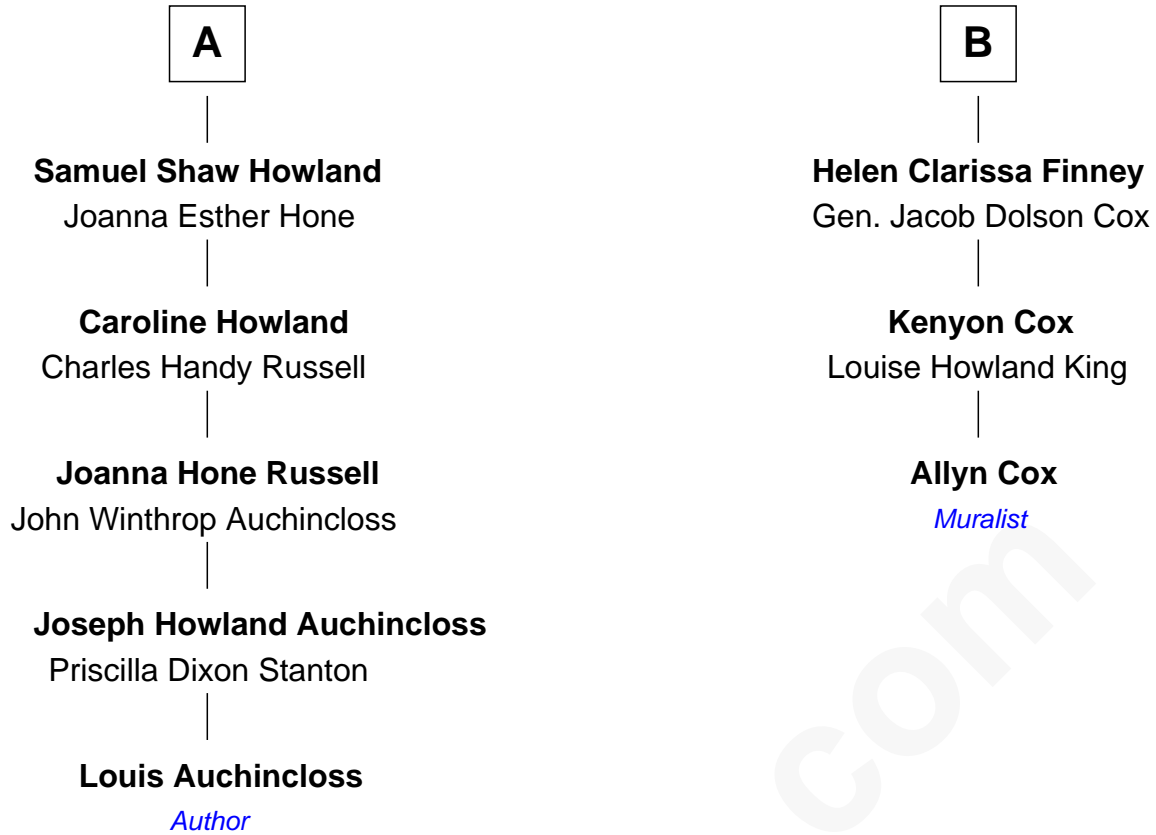 A
Samuel Shaw Howland
Joanna Esther Hone
Caroline Howland
Charles Handy Russell
Joanna Hone Russell
John Winthrop Auchincloss
Joseph Howland Auchincloss
Priscilla Dixon Stanton
Louis Auchincloss
Author
B
Helen Clarissa Finney
Gen. Jacob Dolson Cox
Kenyon Cox
Louise Howland King
Allyn Cox
Muralist
com